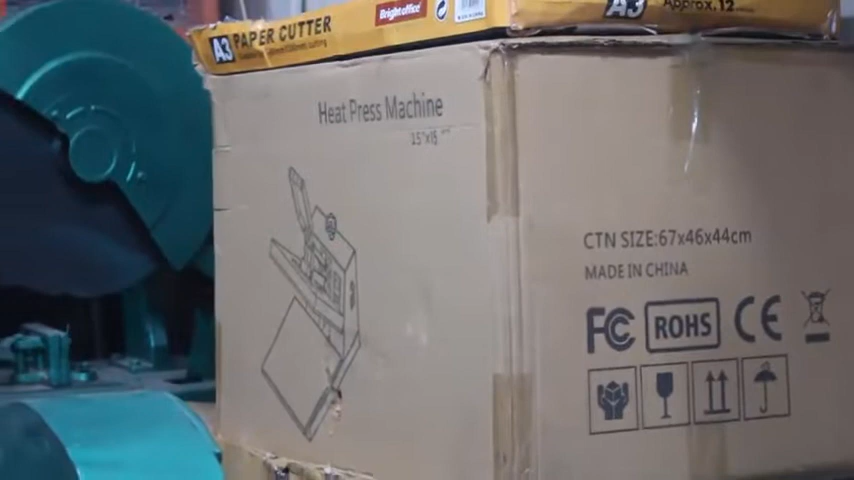 A3 PAPER CUTTER
Bright office
A3
Approx.12
Heat Press Machine
15"x15"
CTN SIZE:67x46x44cm
MADE IN CHINA
FC ROHS CE